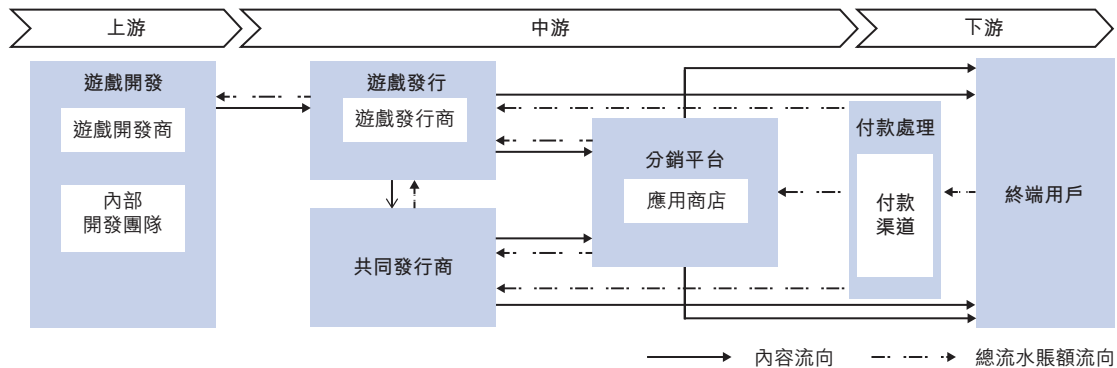 上游
中游
下游
遊戲開發
遊戲開發商
內部
開發團隊
遊戲發行
遊戲發行商
共同發行商
分銷平台
應用商店
付款處理
付款
渠道
終端用戶
內容流向
總流水賬額流向